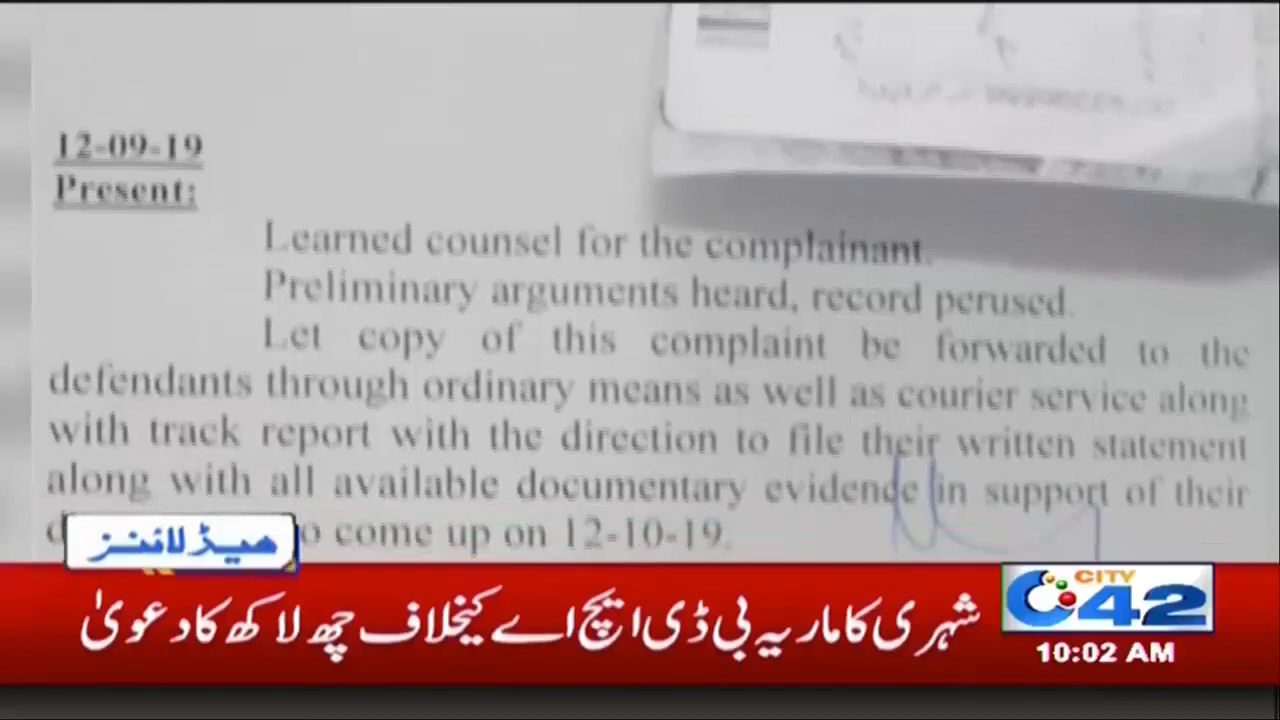 12-09-19
Present:
Learned counsel for the complainant.
Preliminary arguments heard, record perused.
Let copy of this complaint be forwarded to the
defendants through ordinary means as well as courier service along
with track report with the direction to file their written statement
along with all available documentary evidence in support of their
come up on 12-10-19.
ہیڈلائنز
شہری کا ماریہ بی ڈی ایچ اے کیخلاف چھ لاکھ کا دعویٰ
CITY
42
10:02 AM